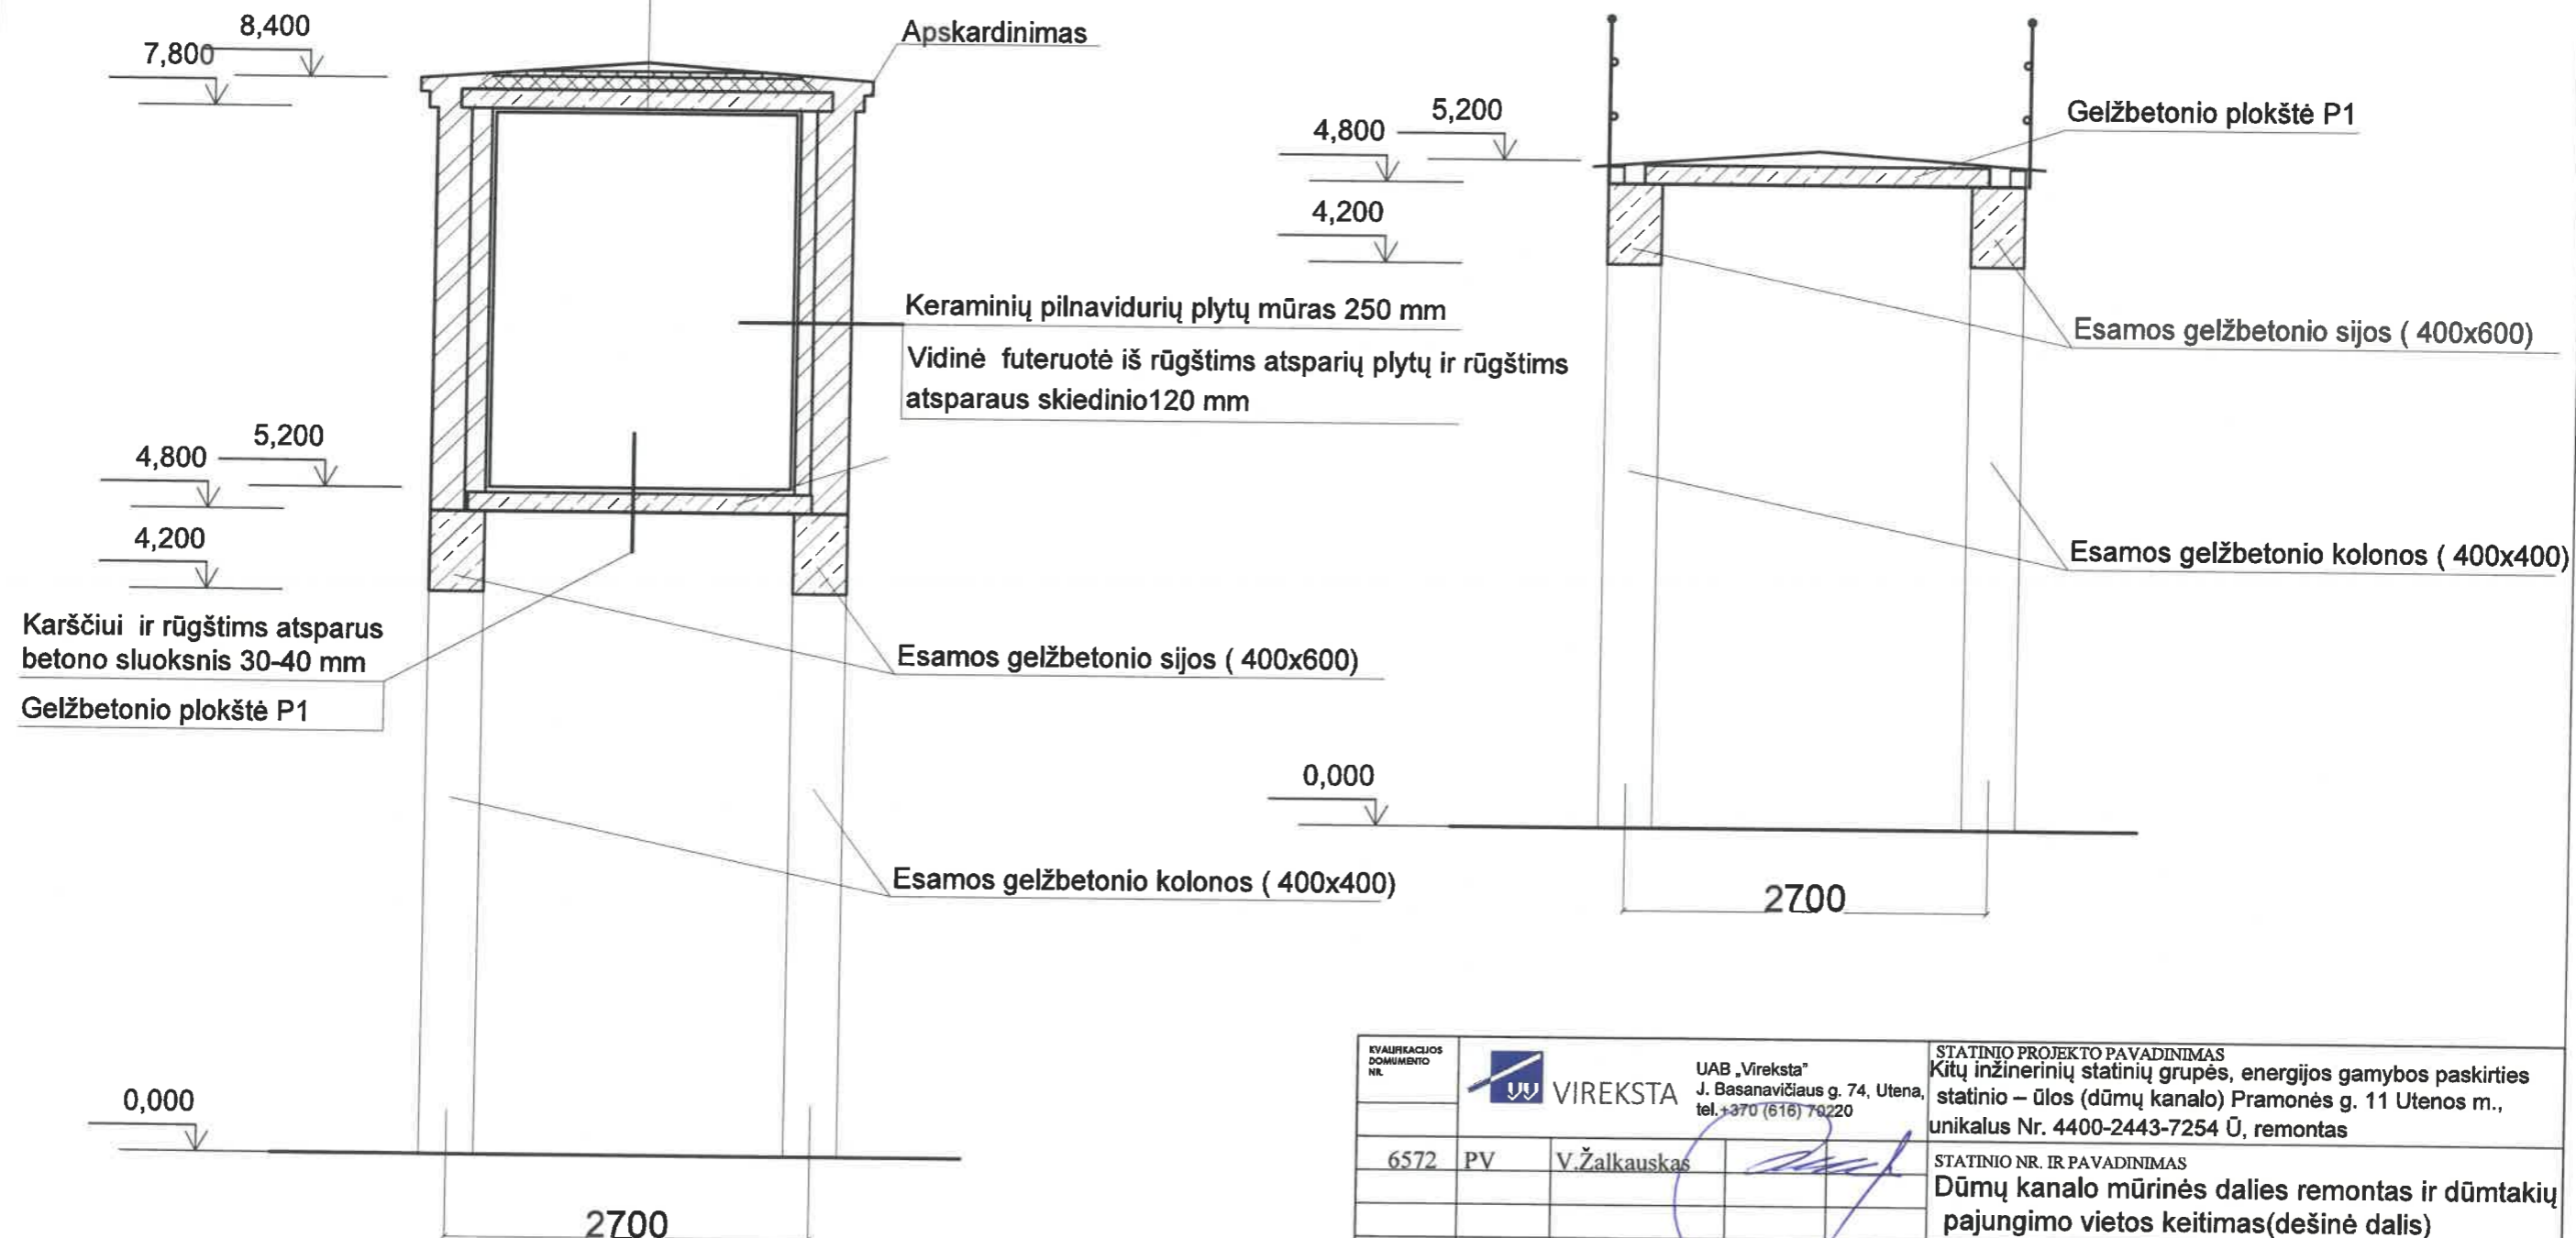 8,400
7,800
Apskardinimas
Keraminių pilnavidurių plytų mūras 250 mm
Vidinė futeruotė iš rūgštims atsparių plytų ir rūgštims
atsparaus skiedinio120 mm
5,200
4,800
4,200
Karščiui ir rūgštims atsparus
betono sluoksnis 30-40 mm
Gelžbetonio plokštė P1
Esamos gelžbetonio sijos ( 400x600)
Esamos gelžbetonio kolonos ( 400x400)
0,000
2700
5,200
4,800
4,200
Gelžbetonio plokštė P1
Esamos gelžbetonio sijos ( 400x600)
Esamos gelžbetonio kolonos ( 400x400)
0,000
2700
KVALIFIKACIJOS
DOMUMENTO
NR.
VIREKSTA
UAB „Vireksta"
J. Basanavičiaus g. 74, Utena,
tel.+370 (616) 70220
STATINIO PROJEKTO PAVADINIMAS
Kitų inžinerinių statinių grupės, energijos gamybos paskirties
statinio – ūlos (dūmų kanalo) Pramonės g. 11 Utenos m.,
unikalus Nr. 4400-2443-7254 Ū, remontas
6572 PV V.Žalkauskas
STATINIO NR. IR PAVADINIMAS
Dūmų kanalo mūrinės dalies remontas ir dūmtakių
pajungimo vietos keitimas(dešinė dalis)